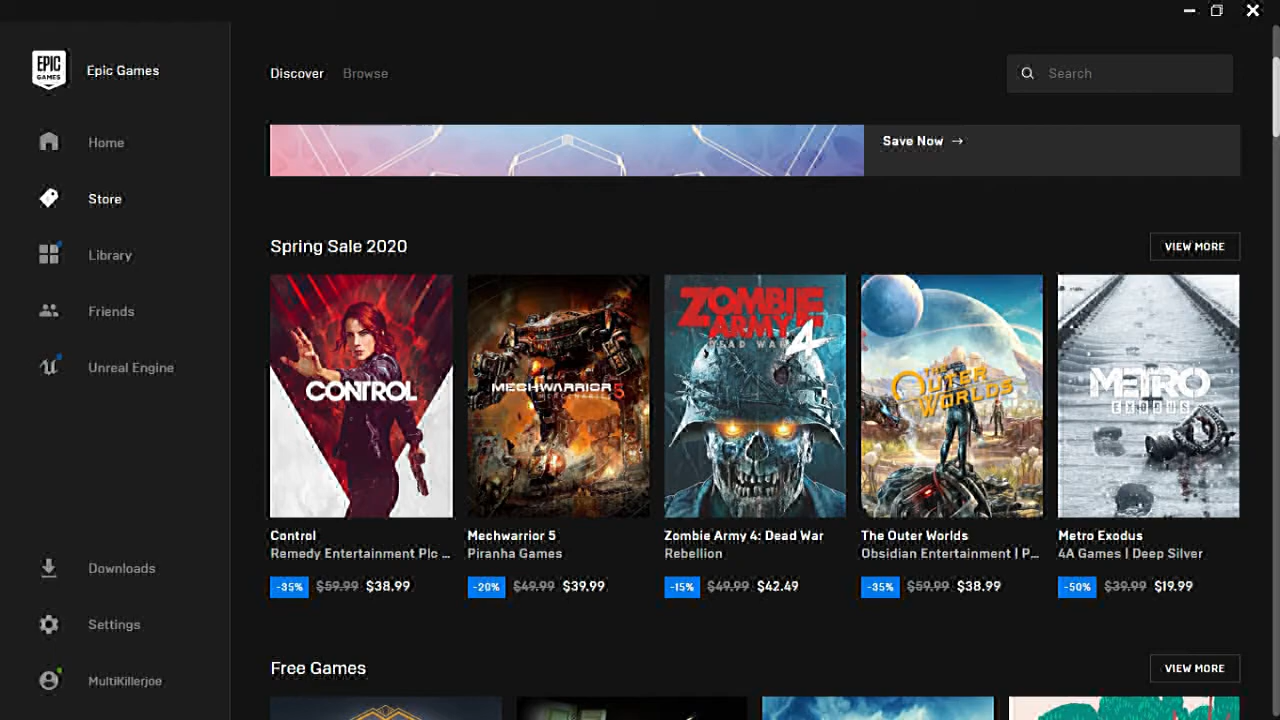 EPIC GAMES
Epic Games
Home
Store
Library
Friends
Unreal Engine
Downloads
Settings
MultiKillerjoe
Discover
Browse
Search
Save Now →
Spring Sale 2020
VIEW MORE
CONTROL
MECHWARRIOR 5
MERCENARIES
ZOMBIE
ARMY 4
DEAD WAR
THE
OUTER
WORLDS
METRO
EXODUS
Control
Remedy Entertainment Plc ...
-35% $59.99 $38.99
Mechwarrior 5
Piranha Games
-20% $49.99 $39.99
Zombie Army 4: Dead War
Rebellion
-15% $49.99 $42.49
The Outer Worlds
Obsidian Entertainment | P...
-35% $59.99 $38.99
Metro Exodus
4A Games | Deep Silver
-50% $39.99 $19.99
Free Games
VIEW MORE